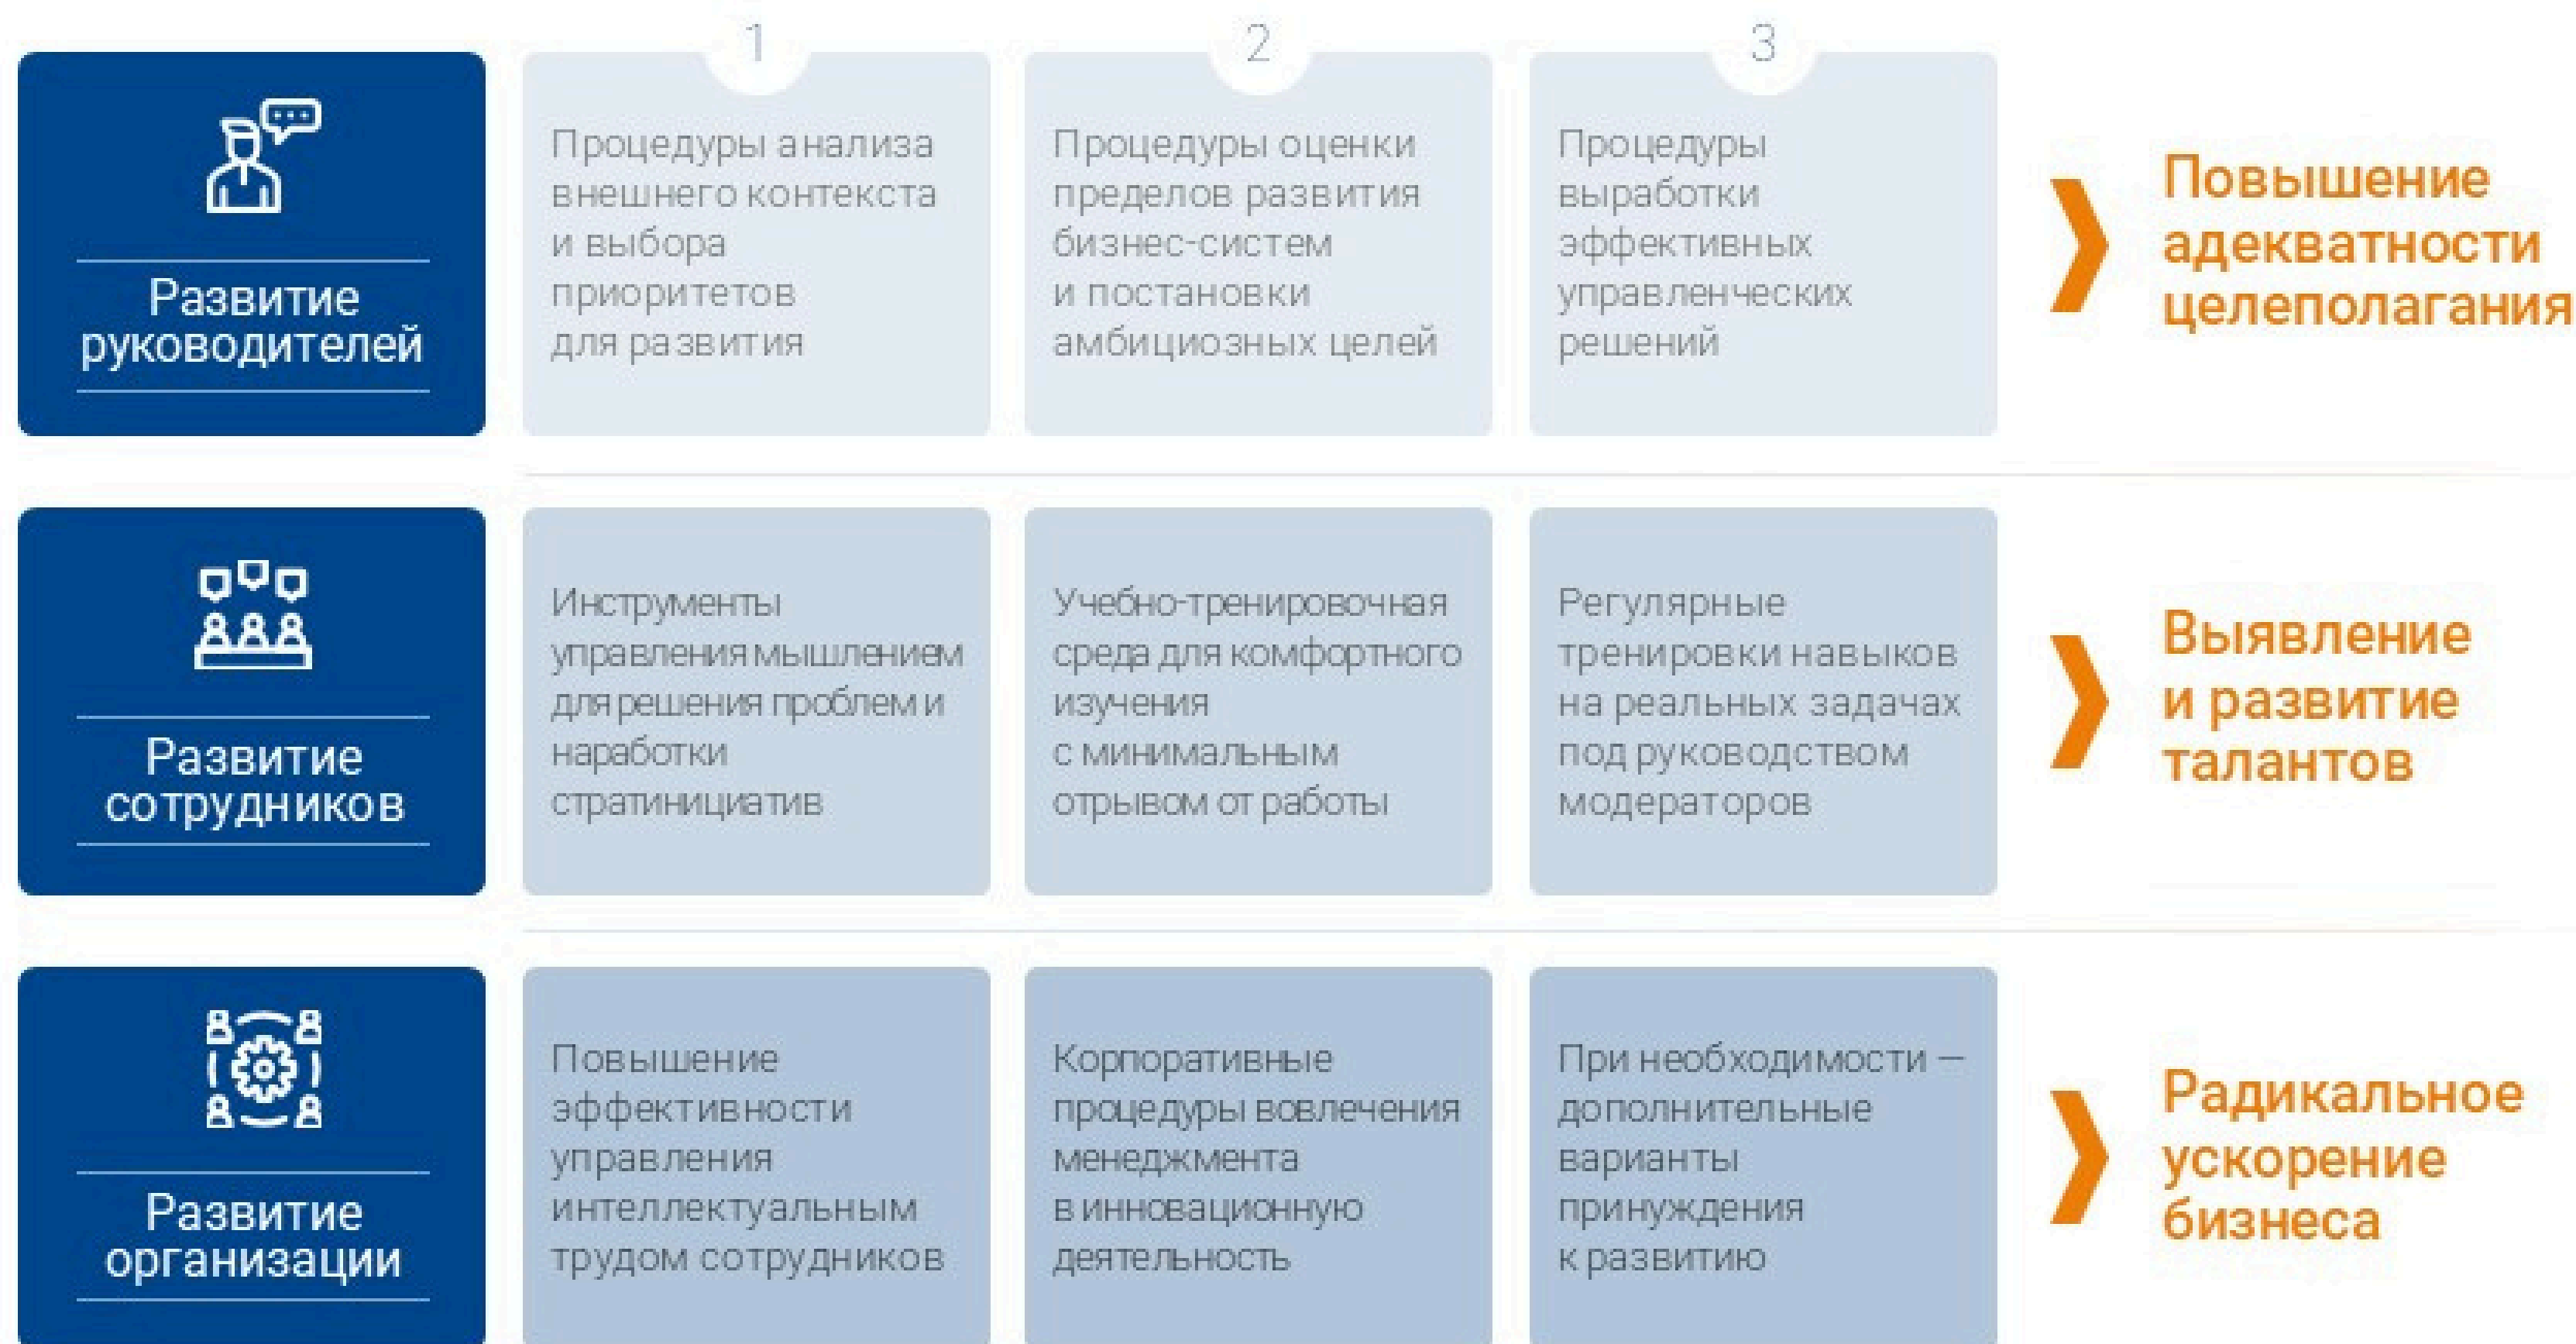 1
2
3
Развитие
руководителей
Процедуры анализа
внешнего контекста
и выбора
приоритетов
для развития
Процедуры оценки
пределов развития
бизнес-систем
и постановки
амбициозных целей
Процедуры
выработки
эффективных
управленческих
решений
Повышение
адекватности
целеполагания
Развитие
сотрудников
Инструменты
управления мышлением
для решения проблем и
наработки
стратинициатив
Учебно-тренировочная
среда для комфортного
изучения
с минимальным
отрывом от работы
Регулярные
тренировки навыков
на реальных задачах
под руководством
модераторов
Выявление
и развитие
талантов
Развитие
организации
Повышение
эффективности
управления
интеллектуальным
трудом сотрудников
Корпоративные
процедуры вовлечения
менеджмента
в инновационную
деятельность
При необходимости —
дополнительные
варианты
принуждения
к развитию
Радикальное
ускорение
бизнеса